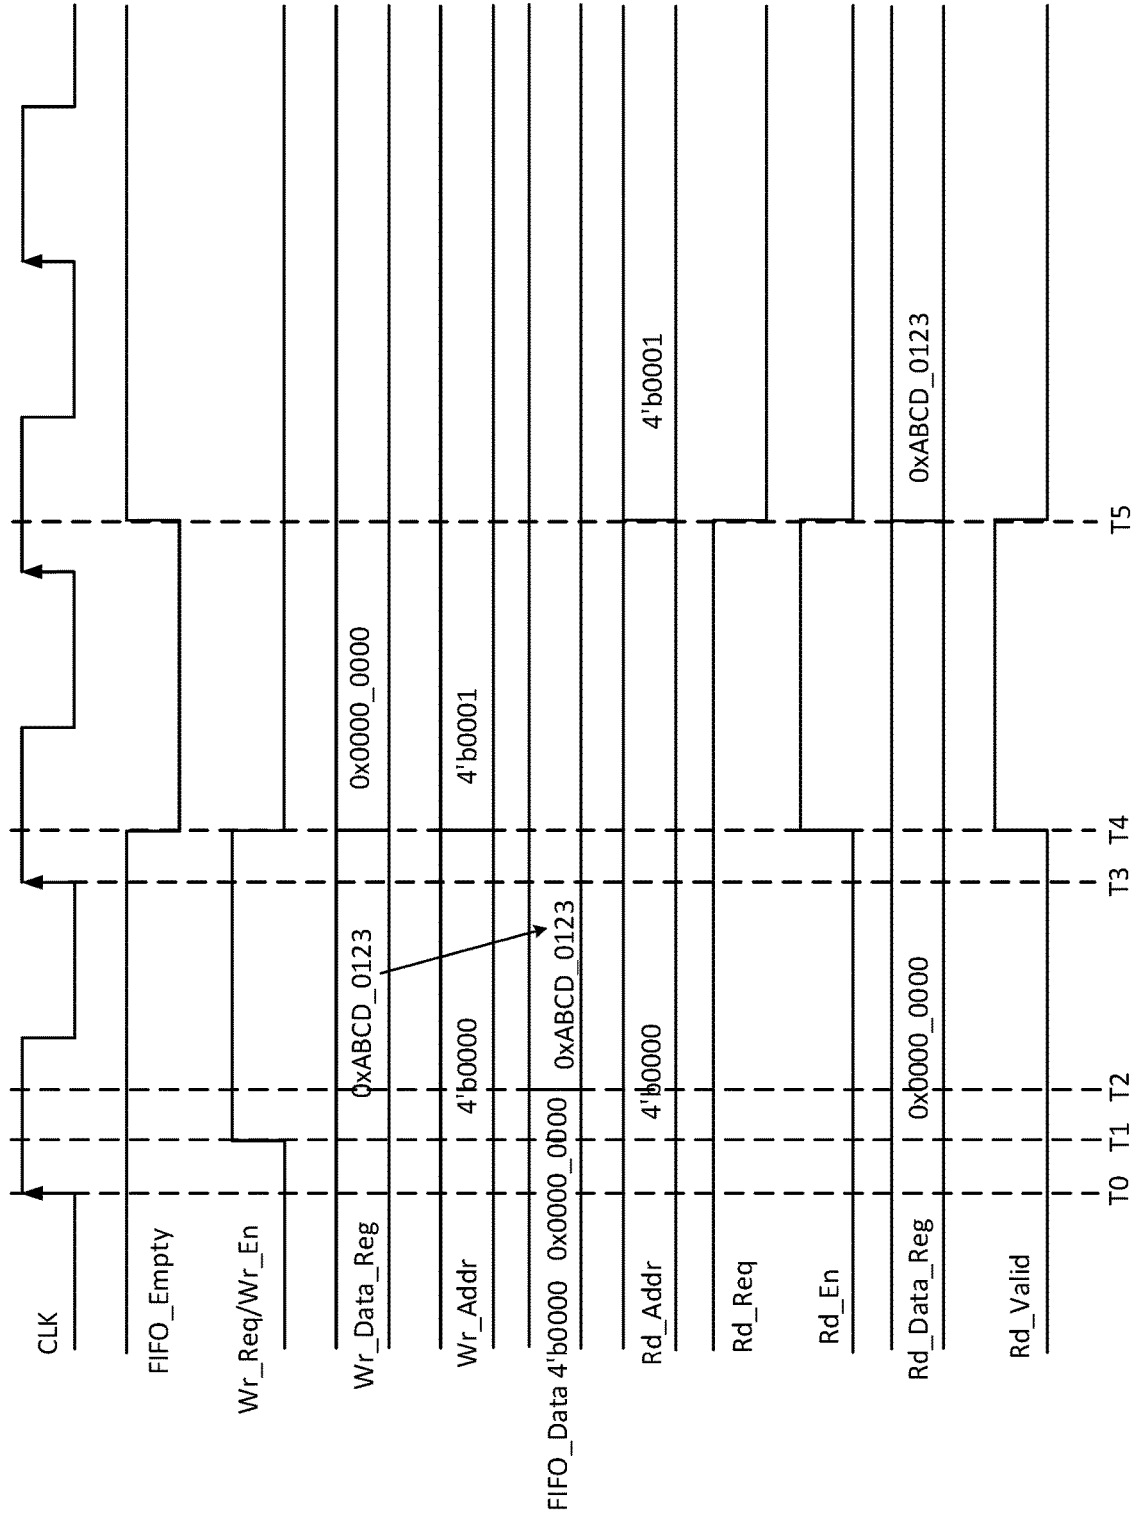 CLK
FIFO_Empty
Wr_Req/Wr_En
Wr_Data_Reg 0xABCD_0123 0x0000_0000
Wr_Addr 4'b0000 4'b0001
FIFO_Data 4'b0000 0x0000_0000 0xABCD_0123
Rd_Addr 4'b0000 4'b0001
Rd_Req
Rd_En
Rd_Data_Reg 0x0000_0000 0xABCD_0123
Rd_Valid
T0 T1 T2 T3 T4 T5